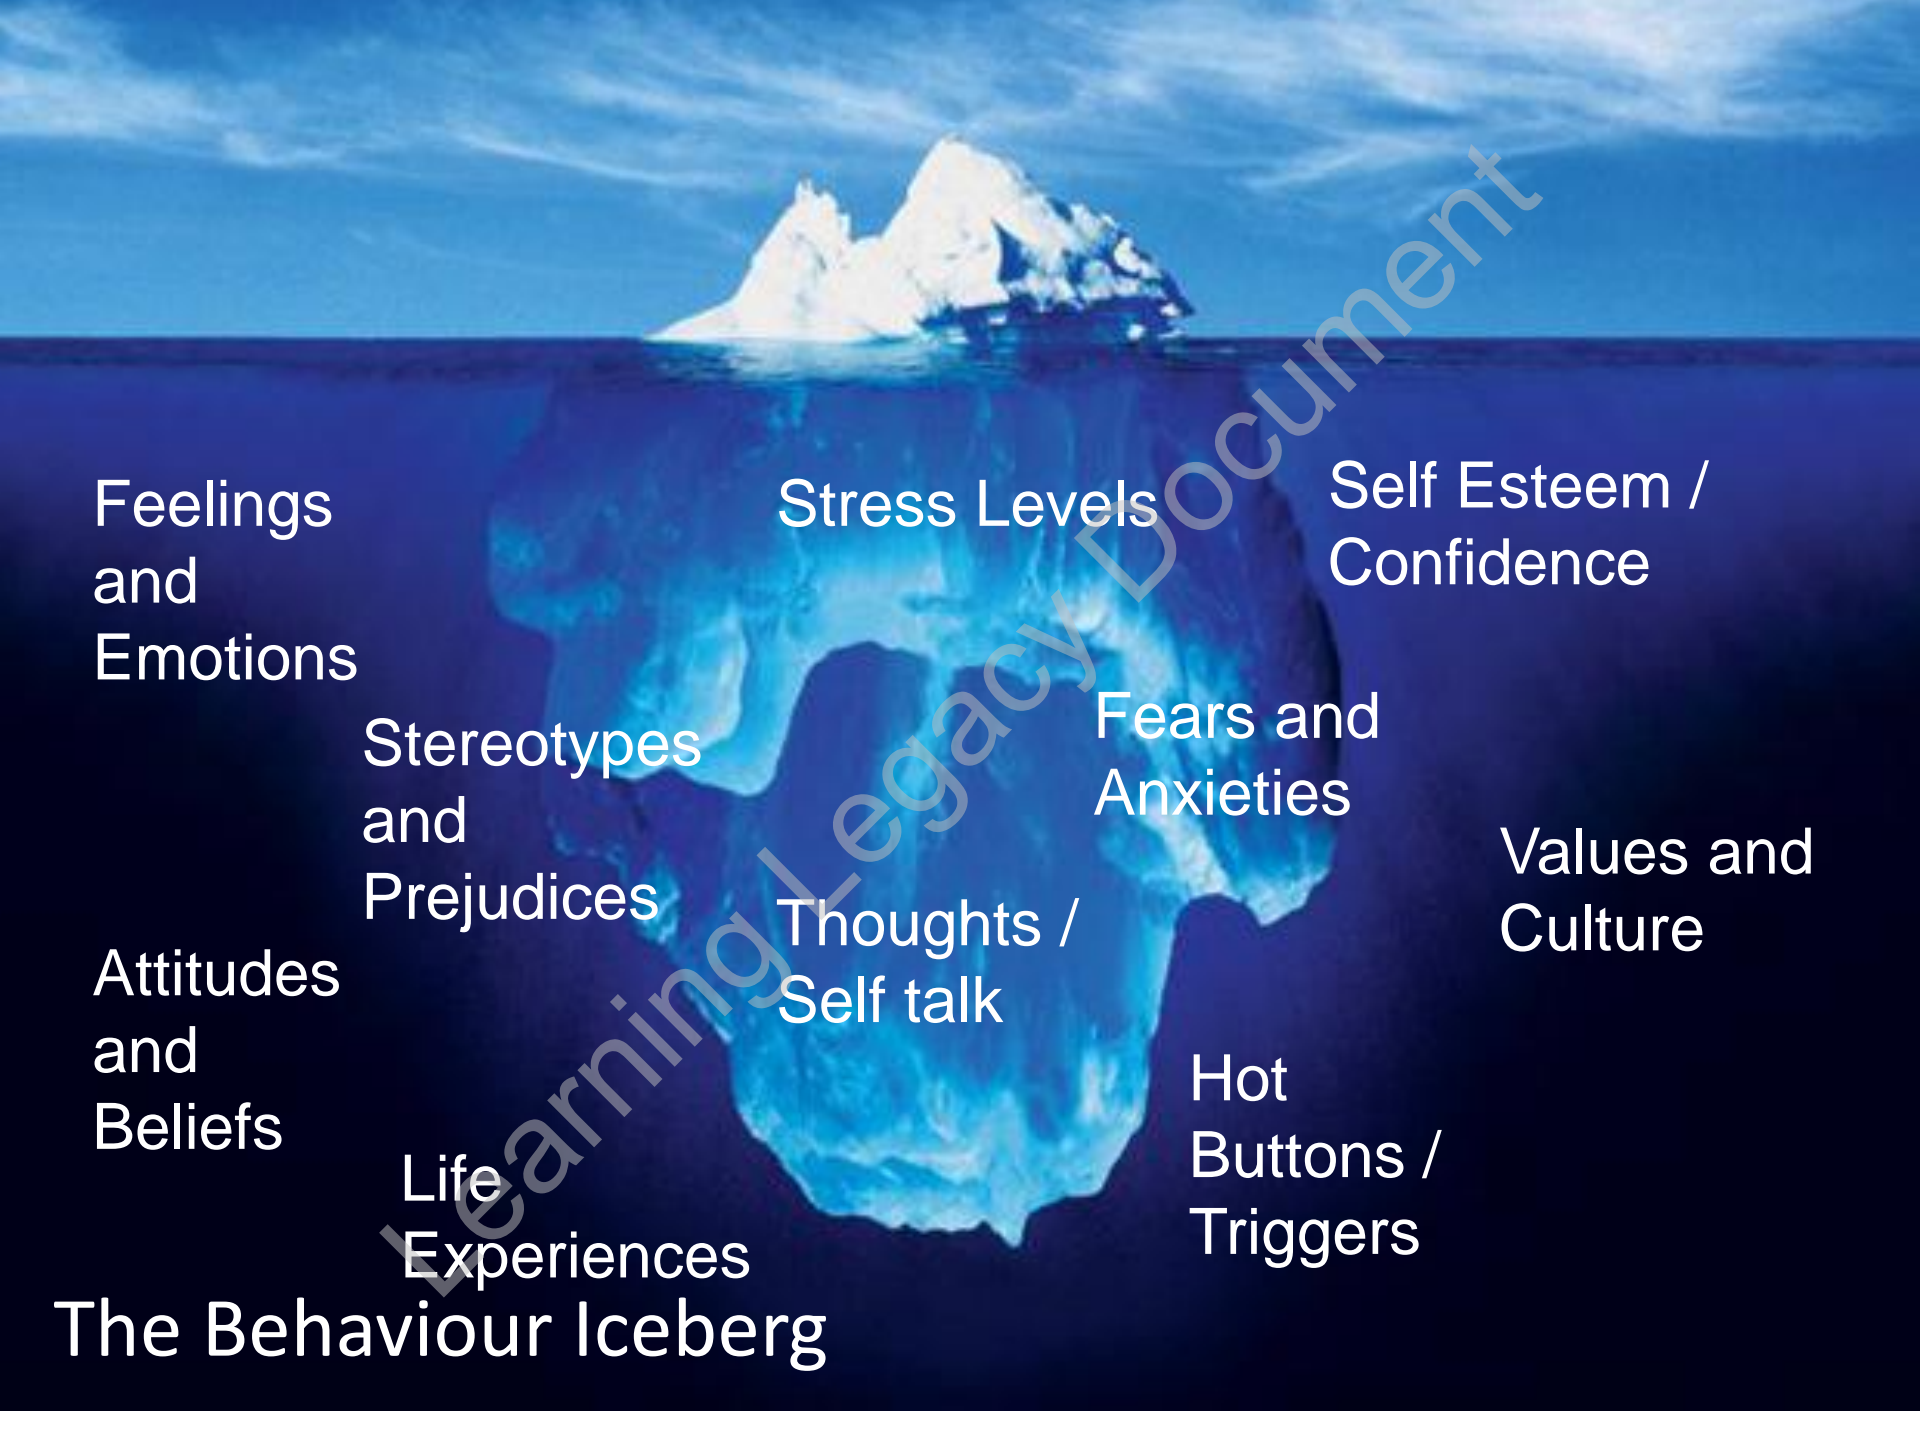 Feelings
and
Emotions
Stress Levels
Self Esteem /
Confidence
Stereotypes
and
Prejudices
Fears and
Anxieties
Values and
Culture
Thoughts /
Self talk
Attitudes
and
Beliefs
Hot
Buttons /
Triggers
Life
Experiences
The Behaviour Iceberg
Learning Legacy Document